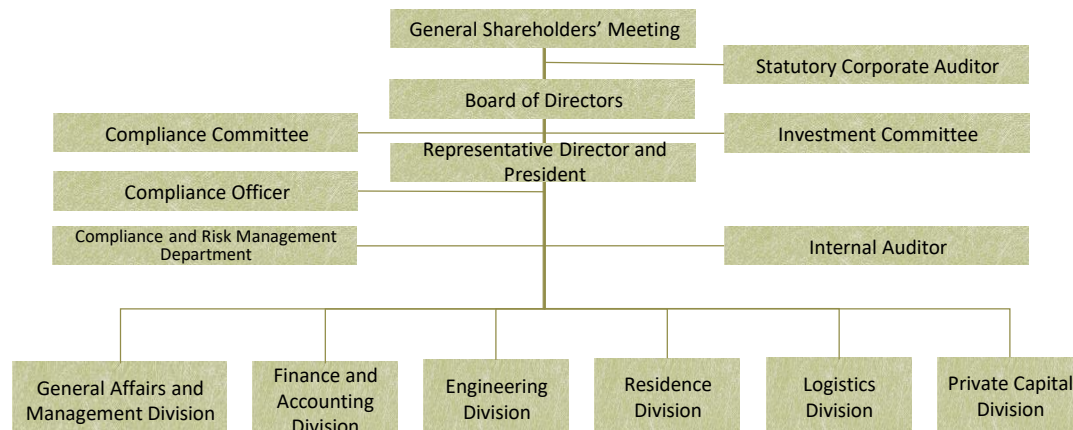 General Shareholders’ Meeting
Statutory Corporate Auditor
Board of Directors
Compliance Committee
Investment Committee
Representative Director and
President
Compliance Officer
Compliance and Risk Management
Department
Internal Auditor
General Affairs and
Management Division
Finance and
Accounting
Division
Engineering
Division
Residence
Division
Logistics
Division
Private Capital
Division